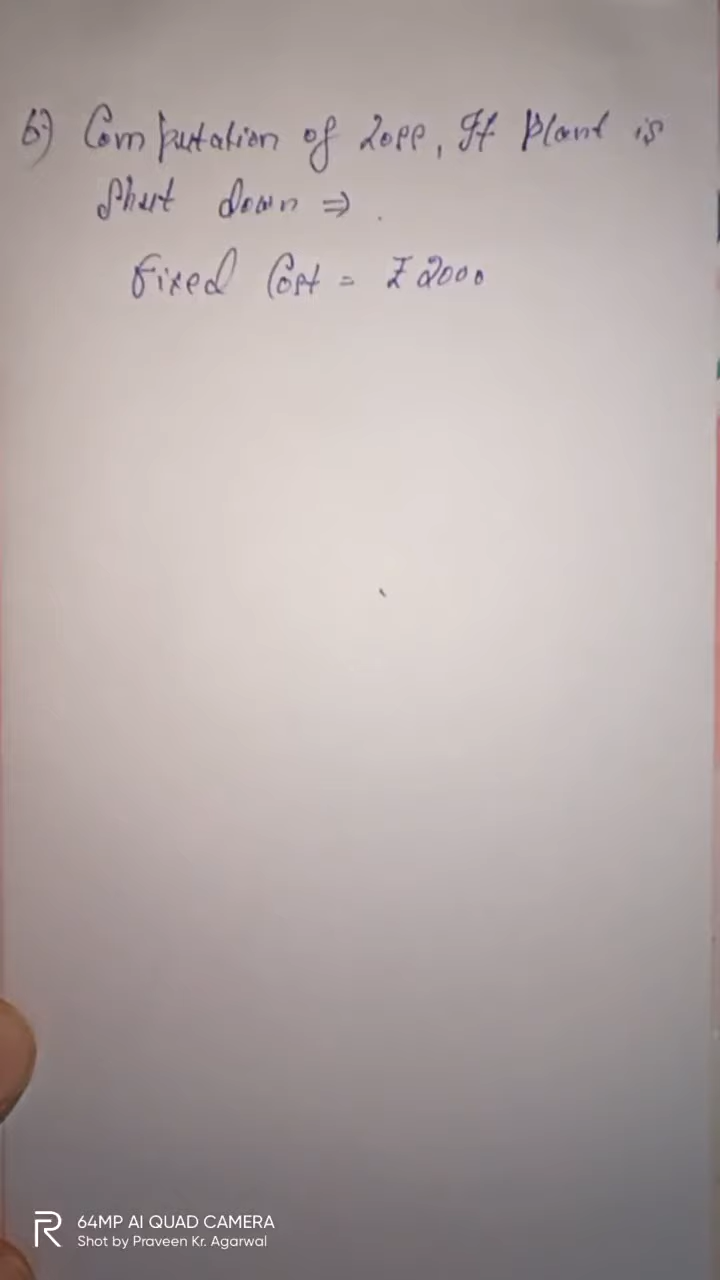 b) Computation of Loss, If Plant is
Shut down ⇒
Fixed Cost = ₹ 2000
64MP AI QUAD CAMERA
Shot by Praveen Kr. Agarwal